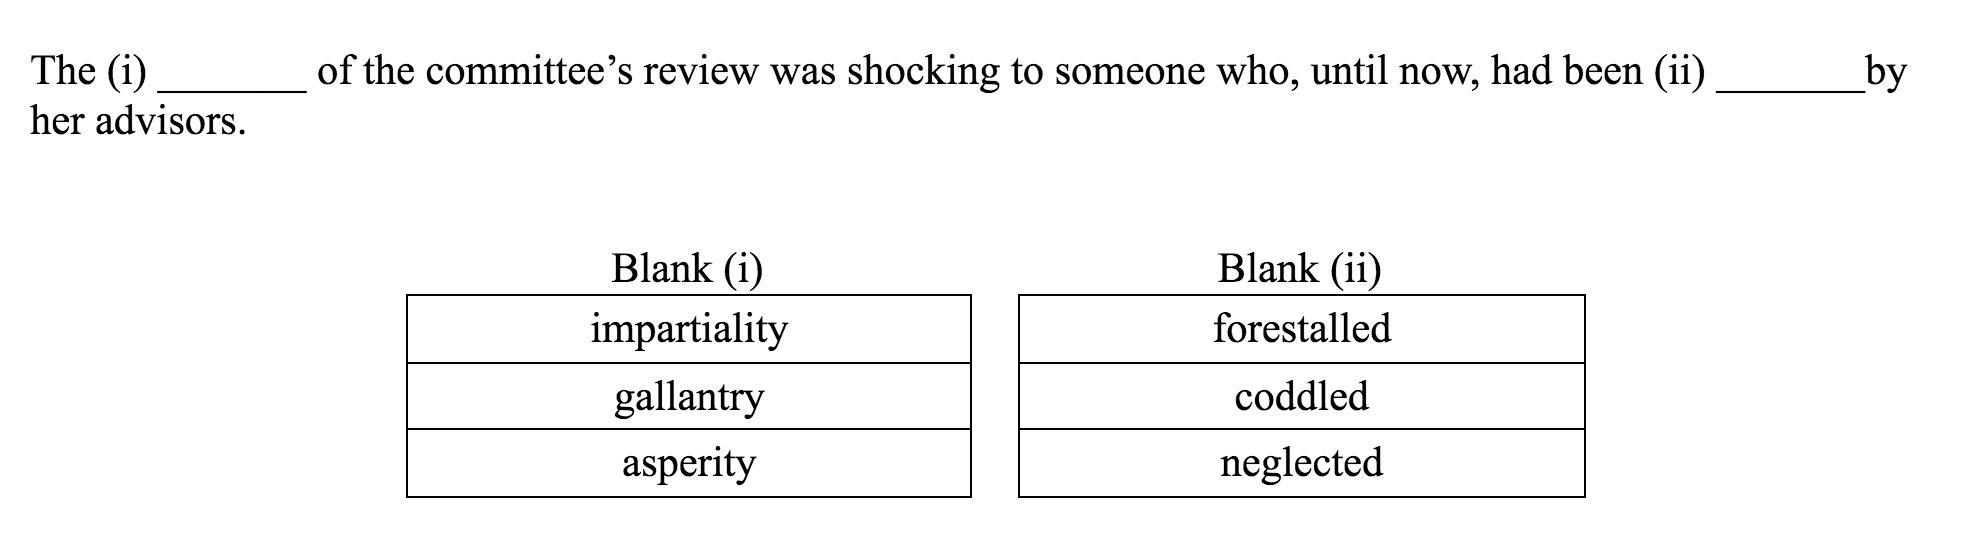 The (i) _______ of the committee’s review was shocking to someone who, until now, had been (ii) _______by
her advisors.
Blank (i) Blank (ii)
impartiality forestalled
gallantry coddled
asperity neglected